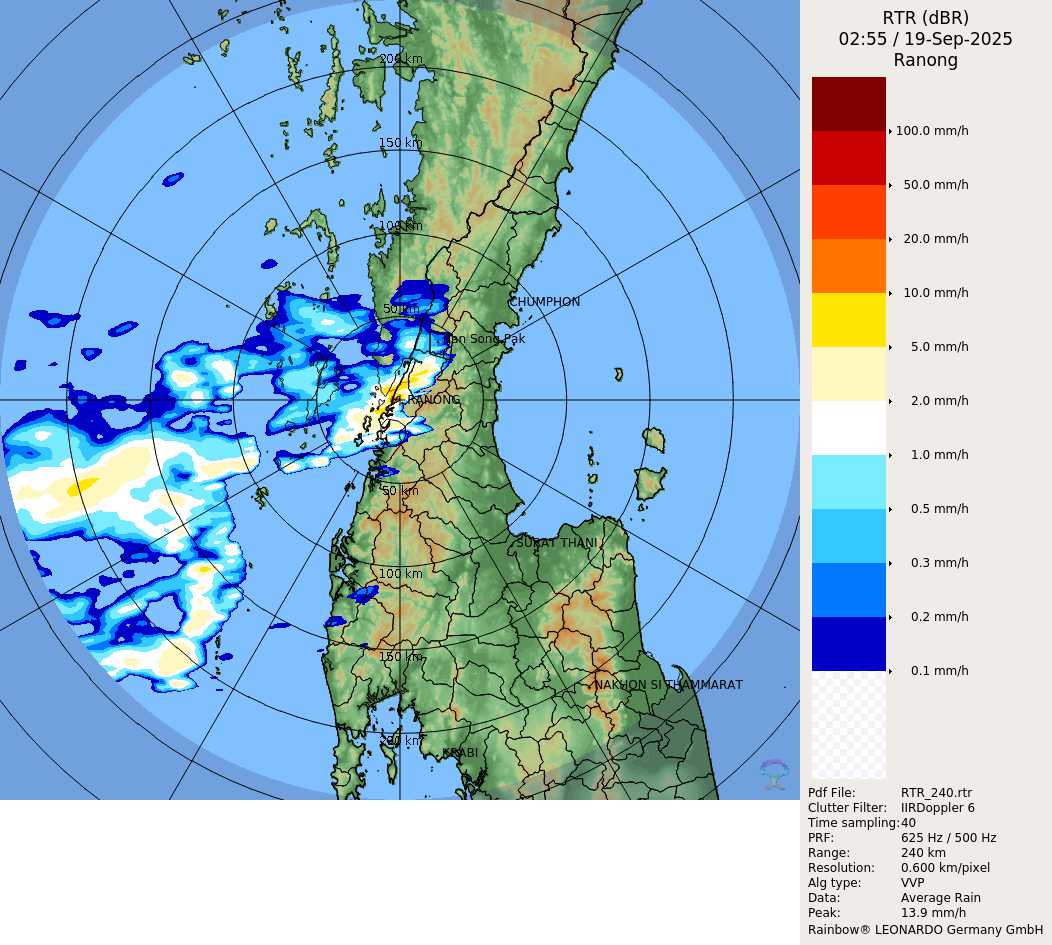 RTR (dBR)
02:55 / 19-Sep-2025
Ranong
200 km
150 km
100 km
50 km
CHUMPHON
Ban Song Pak
RANONG
50 km
SURAT THANI
100 km
150 km
NAKHON SI THAMMARAT
200 km
KRABI
100.0 mm/h
50.0 mm/h
20.0 mm/h
10.0 mm/h
5.0 mm/h
2.0 mm/h
1.0 mm/h
0.5 mm/h
0.3 mm/h
0.2 mm/h
0.1 mm/h
Pdf File: RTR_240.rtr
Clutter Filter: IIRDoppler 6
Time sampling:40
PRF: 625 Hz / 500 Hz
Range: 240 km
Resolution: 0.600 km/pixel
Alg type: VVP
Data: Average Rain
Peak: 13.9 mm/h
Rainbow® LEONARDO Germany GmbH